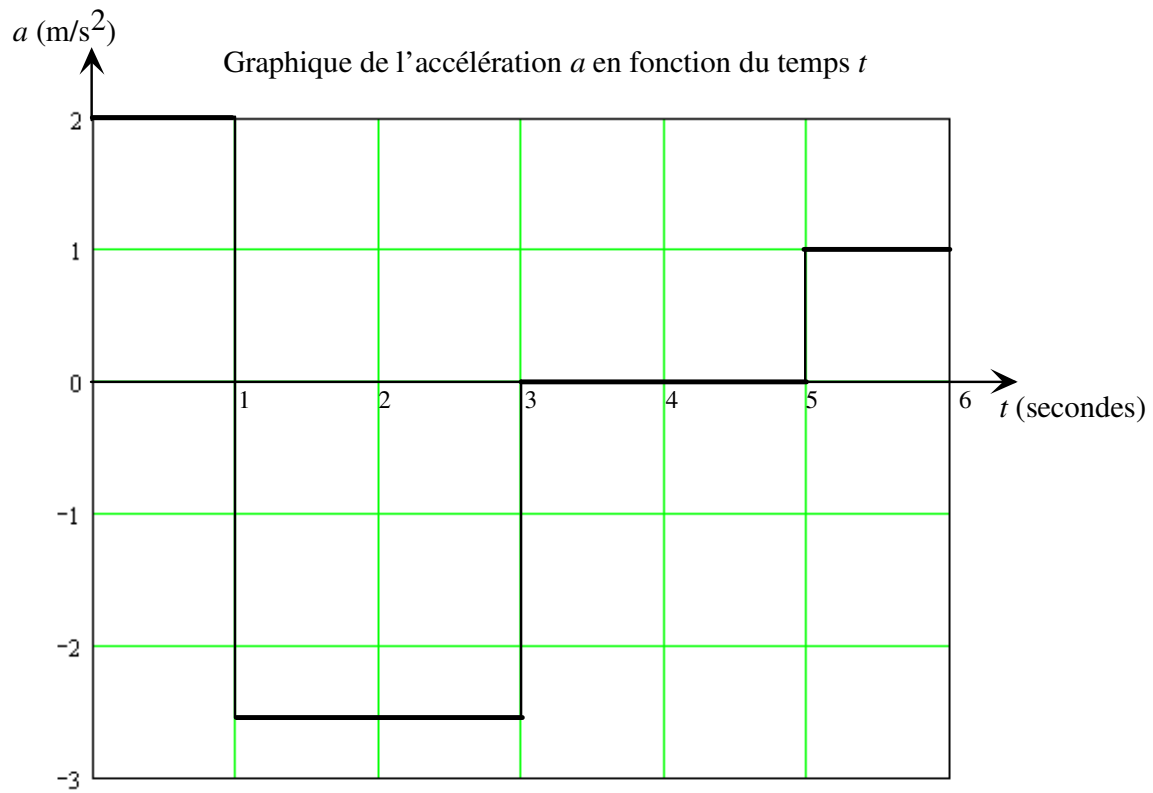 a (m/s²)
Graphique de l’accélération a en fonction du temps t
2
1
0
1 2 3 4 5 6
t (secondes)
-1
-2
-3